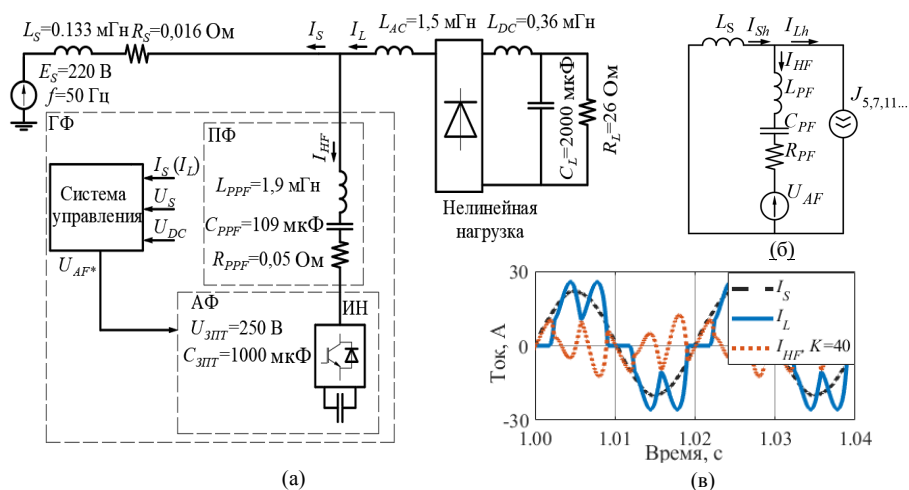 L_S=0.133 мГн
R_S=0,016 Ом
I_S
I_L
L_AC=1,5 мГн
L_DC=0,36 мГн
E_S=220 В
f=50 Гц
C_L=2000 мкФ
R_L=26 Ом
Нелинейная
нагрузка
ГФ
ПФ
I_HF
L_PPF=1,9 мГн
C_PPF=109 мкФ
R_PPF=0,05 Ом
Система
управления
I_S (I_L)
U_S
U_DC
U_AF*
АФ
ИН
U_ЗПТ=250 В
C_ЗПТ=1000 мкФ
(а)
L_S
I_Sh
I_Lh
I_HF
L_PF
C_PF
R_PF
U_AF
J_5,7,11...
(б)
Ток, А
30
0
-30
I_S
I_L
I_HF, K=40
1.00
1.01
1.02
1.03
1.04
Время, с
(в)